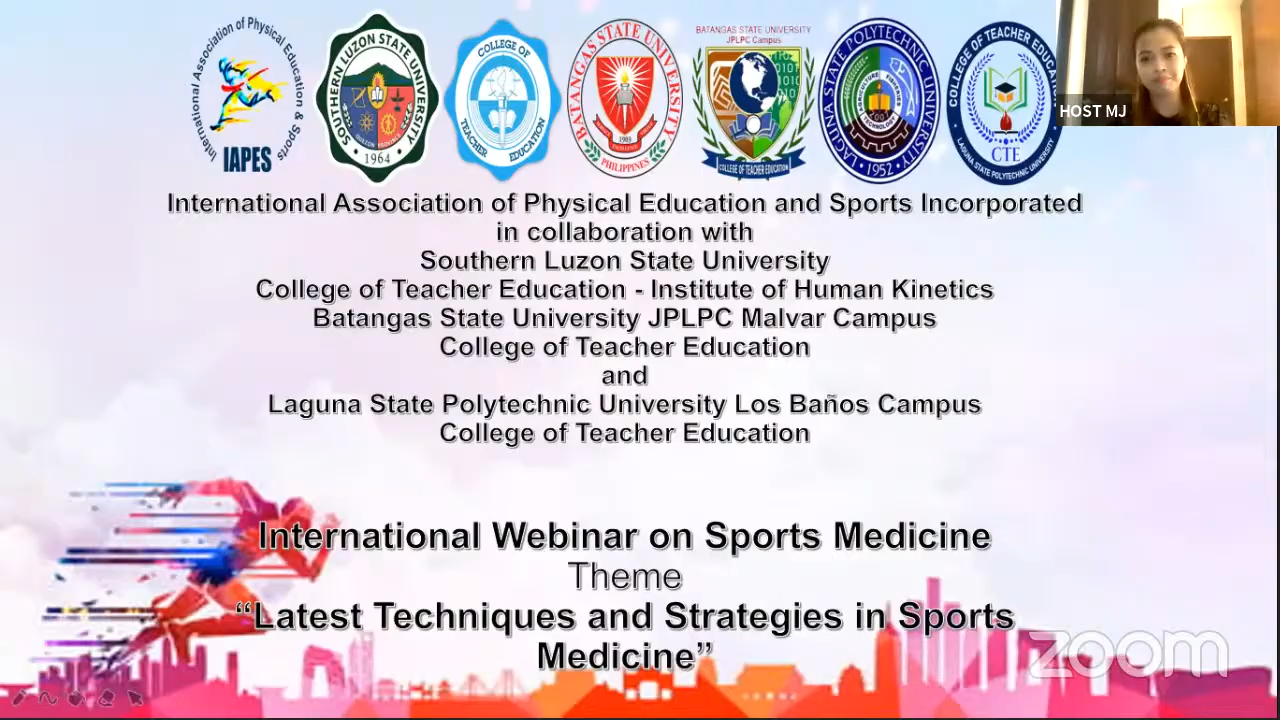 International Association of Physical Education & Sports
IAPES
SOUTHERN LUZON STATE UNIVERSITY
1964
COLLEGE OF
TEACHER EDUCATION
BATANGAS STATE UNIVERSITY
1903
PHILIPPINES
BATANGAS STATE UNIVERSITY
JPLPC Campus
COLLEGE OF TEACHER EDUCATION
LAGUNA STATE POLYTECHNIC UNIVERSITY
AGRICULTURE FISHERIES
TECHNOLOGY
1952
COLLEGE OF TEACHER
CTE
LAGUNA STATE POLYTECHNIC UNIVERSITY
HOST MJ
International Association of Physical Education and Sports Incorporated
in collaboration with
Southern Luzon State University
College of Teacher Education - Institute of Human Kinetics
Batangas State University JPLPC Malvar Campus
College of Teacher Education
and
Laguna State Polytechnic University Los Baños Campus
College of Teacher Education
International Webinar on Sports Medicine
Theme
“Latest Techniques and Strategies in Sports
Medicine”
zoom